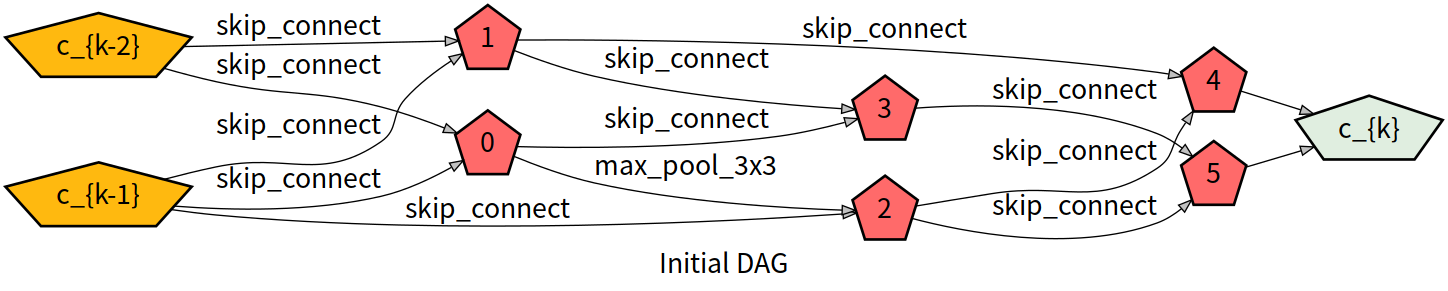 c_{k-2}
skip_connect
1
skip_connect
skip_connect
skip_connect
3
skip_connect
4
skip_connect
skip_connect
0
c_{k}
max_pool_3x3
skip_connect
5
c_{k-1}
skip_connect
skip_connect
2
skip_connect
Initial DAG